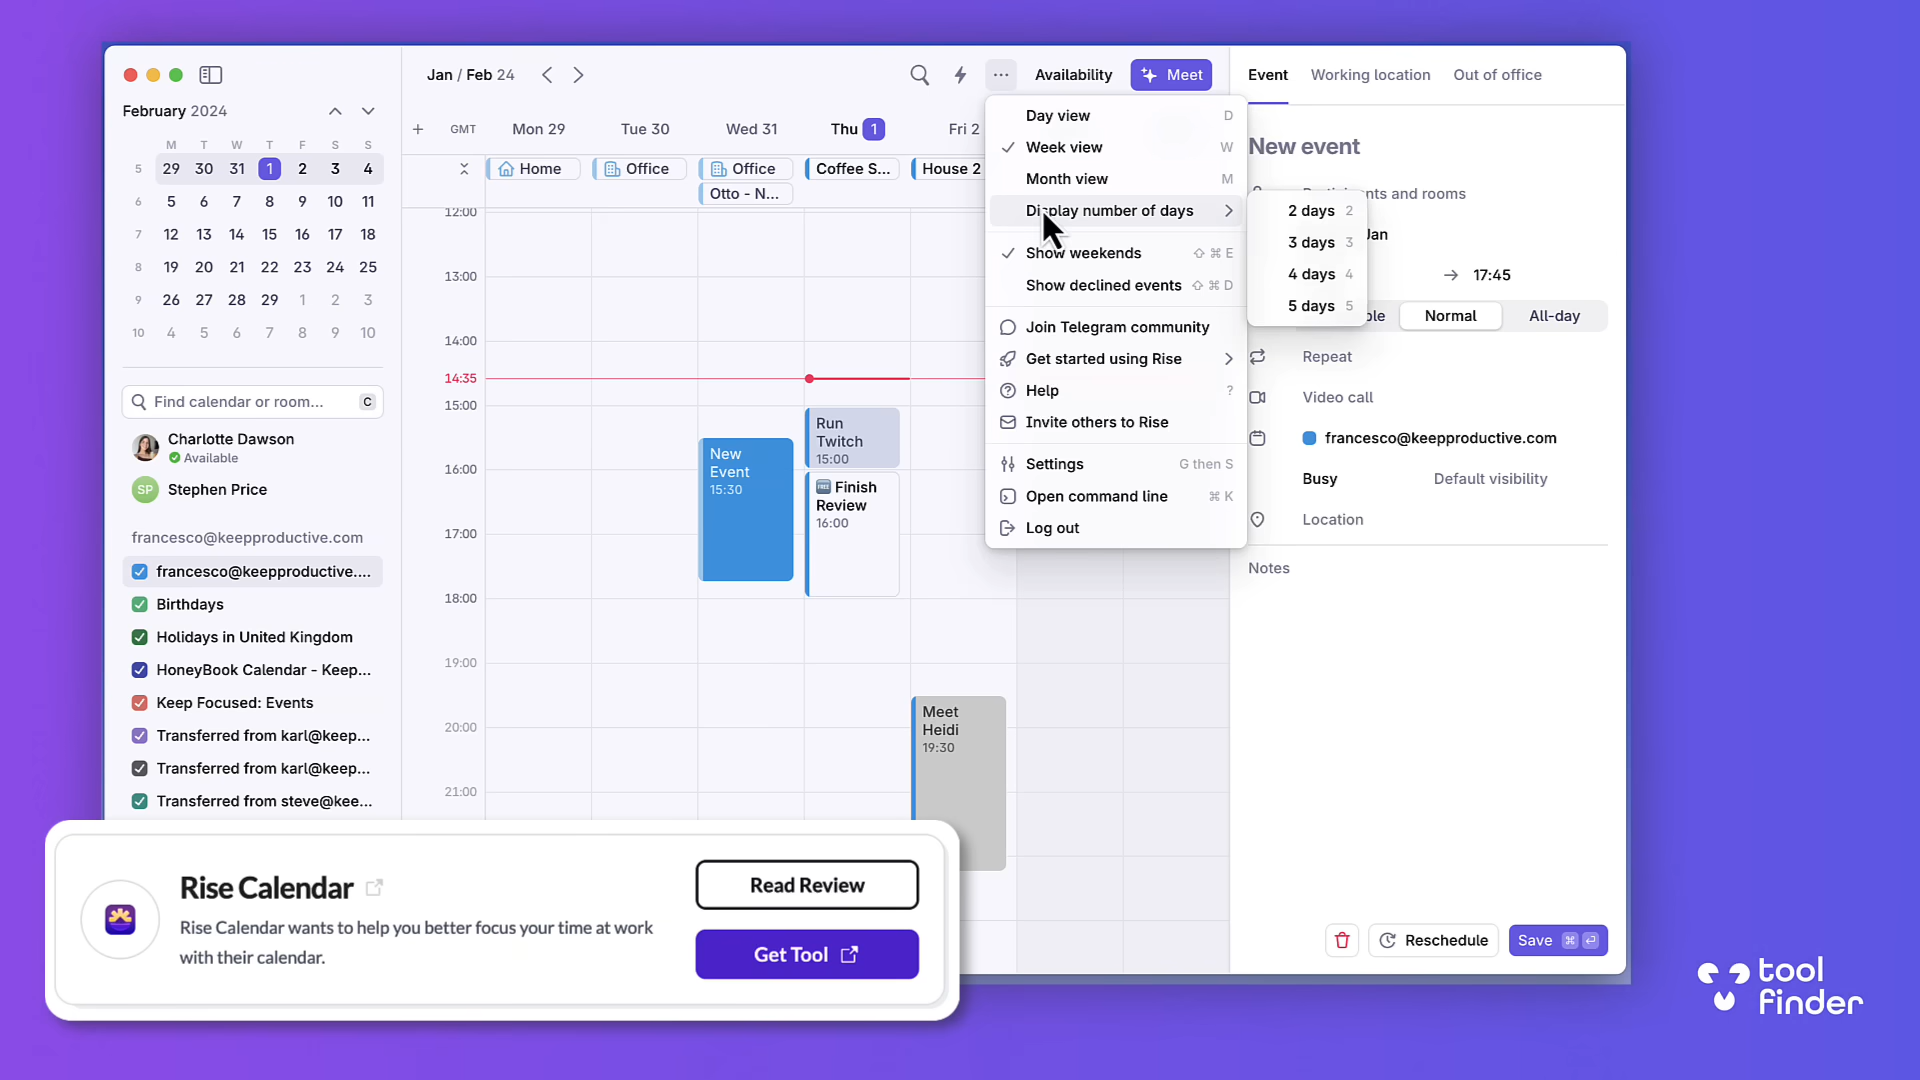 February 2024
M T W T F S S
5 29 30 31 1 2 3 4
6 5 6 7 8 9 10 11
7 12 13 14 15 16 17 18
8 19 20 21 22 23 24 25
9 26 27 28 29 1 2 3
10 4 5 6 7 8 9 10
Find calendar or room... C
Charlotte Dawson
Available
SP Stephen Price
francesco@keepproductive.com
francesco@keepproductive....
Birthdays
Holidays in United Kingdom
HoneyBook Calendar - Keep...
Keep Focused: Events
Transferred from karl@keep...
Transferred from karl@keep...
Transferred from steve@kee...
Jan / Feb 24
Availability
Meet
+ GMT Mon 29 Tue 30 Wed 31 Thu 1 Fri 2
Home Office Office Coffee S... House 2
Otto - N...
12:00
13:00
14:00
14:35
15:00
16:00
17:00
18:00
19:00
20:00
21:00
New
Event
15:30
Run
Twitch
15:00
FREE Finish
Review
16:00
Meet
Heidi
19:30
Day view D
Week view W
Month view M
Display number of days
Show weekends ⇧ ⌘ E
Show declined events ⇧ ⌘ D
Join Telegram community
Get started using Rise
Help ?
Invite others to Rise
Settings G then S
Open command line ⌘ K
Log out
2 days 2
3 days 3
4 days 4
5 days 5
Event Working location Out of office
New event
nts and rooms
Jan
→ 17:45
ble Normal All-day
Repeat
Video call
francesco@keepproductive.com
Busy Default visibility
Location
Notes
Reschedule
Save ⌘ ⏎
Rise Calendar
Rise Calendar wants to help you better focus your time at work
with their calendar.
Read Review
Get Tool
tool
finder